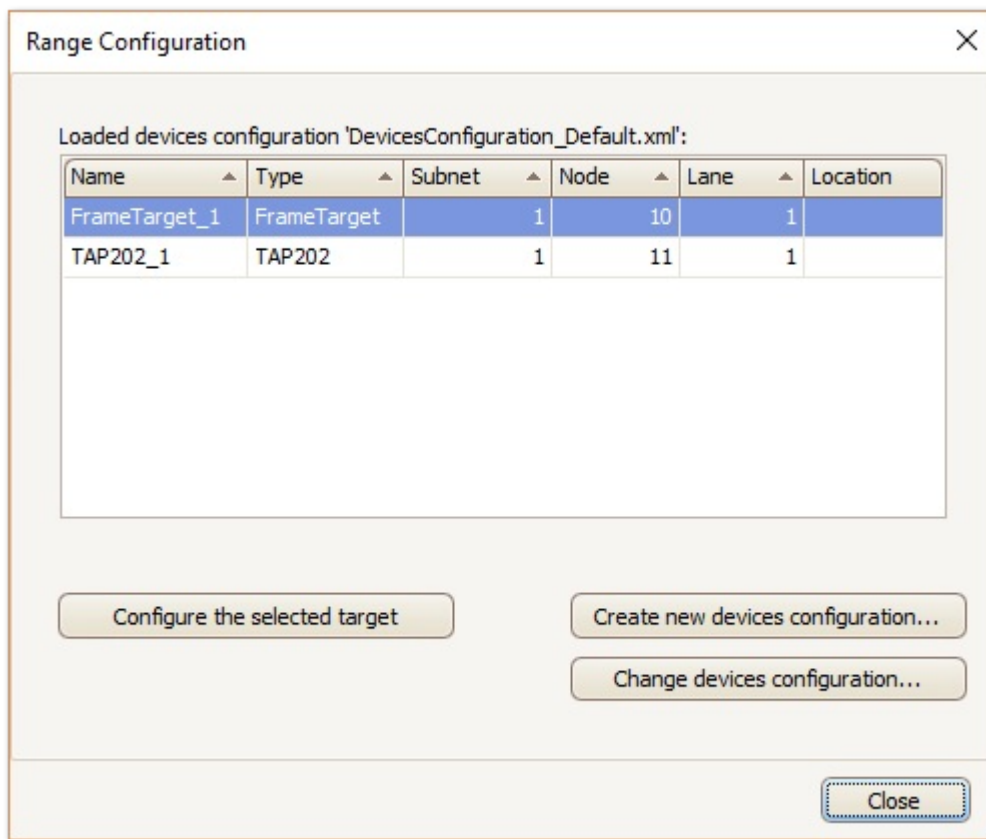 Range Configuration
Loaded devices configuration 'DevicesConfiguration_Default.xml':
Name Type Subnet Node Lane Location
FrameTarget_1 FrameTarget 1 10 1
TAP202_1 TAP202 1 11 1
Configure the selected target Create new devices configuration...
Change devices configuration...
Close